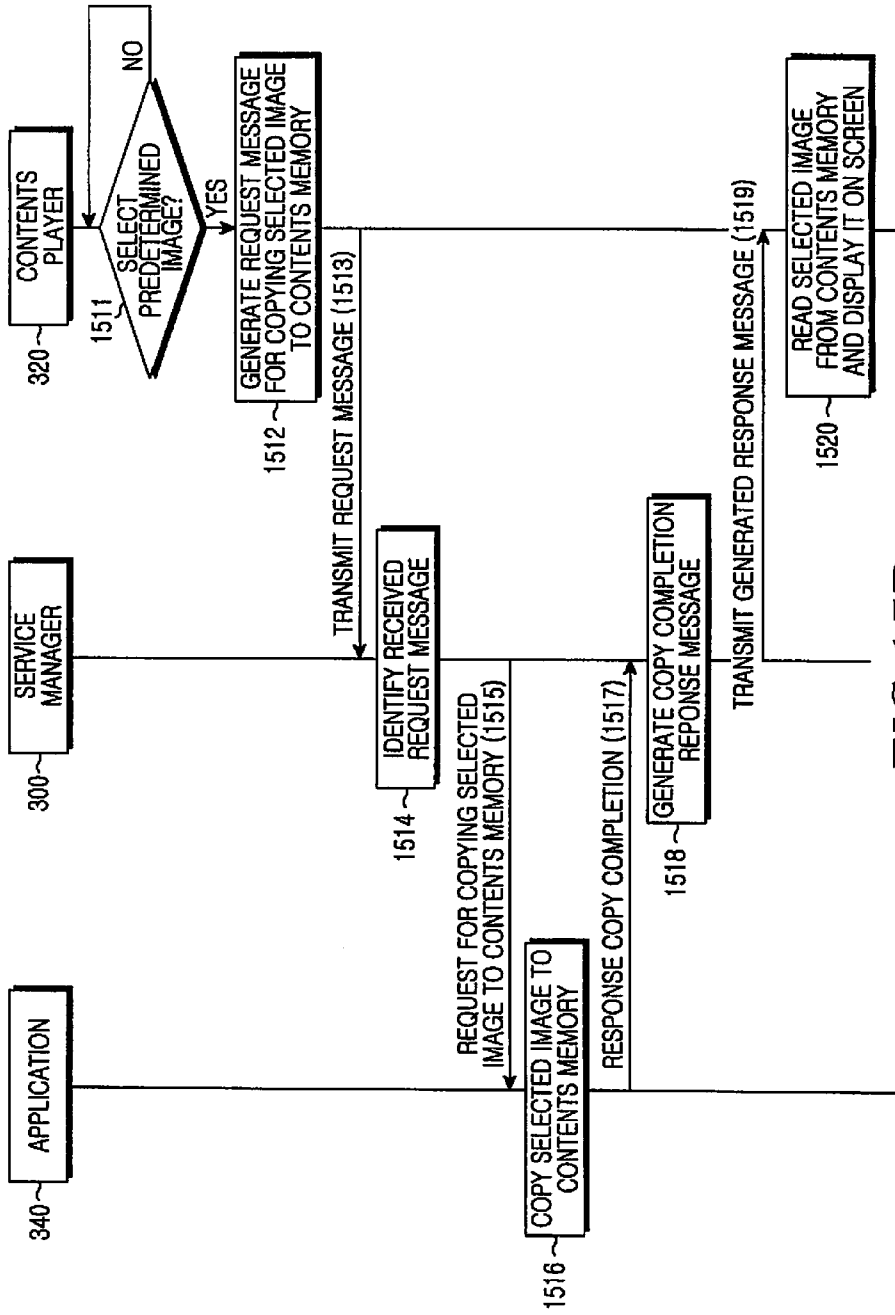 340~
APPLICATION
300~
SERVICE
MANAGER
320~
CONTENTS
PLAYER
1511
SELECT
PREDETERMINED
IMAGE?
NO
YES
1512~
GENERATE REQUEST MESSAGE
FOR COPYING SELECTED IMAGE
TO CONTENTS MEMORY
TRANSMIT REQUEST MESSAGE (1513)
1514~
IDENTIFY RECEIVED
REQUEST MESSAGE
REQUEST FOR COPYING SELECTED
IMAGE TO CONTENTS MEMORY (1515)
1516~
COPY SELECTED IMAGE TO
CONTENTS MEMORY
RESPONSE COPY COMPLETION (1517)
1518~
GENERATE COPY COMPLETION
REPONSE MESSAGE
TRANSMIT GENERATED RESPONSE MESSAGE (1519)
1520~
READ SELECTED IMAGE
FROM CONTENTS MEMORY
AND DISPLAY IT ON SCREEN